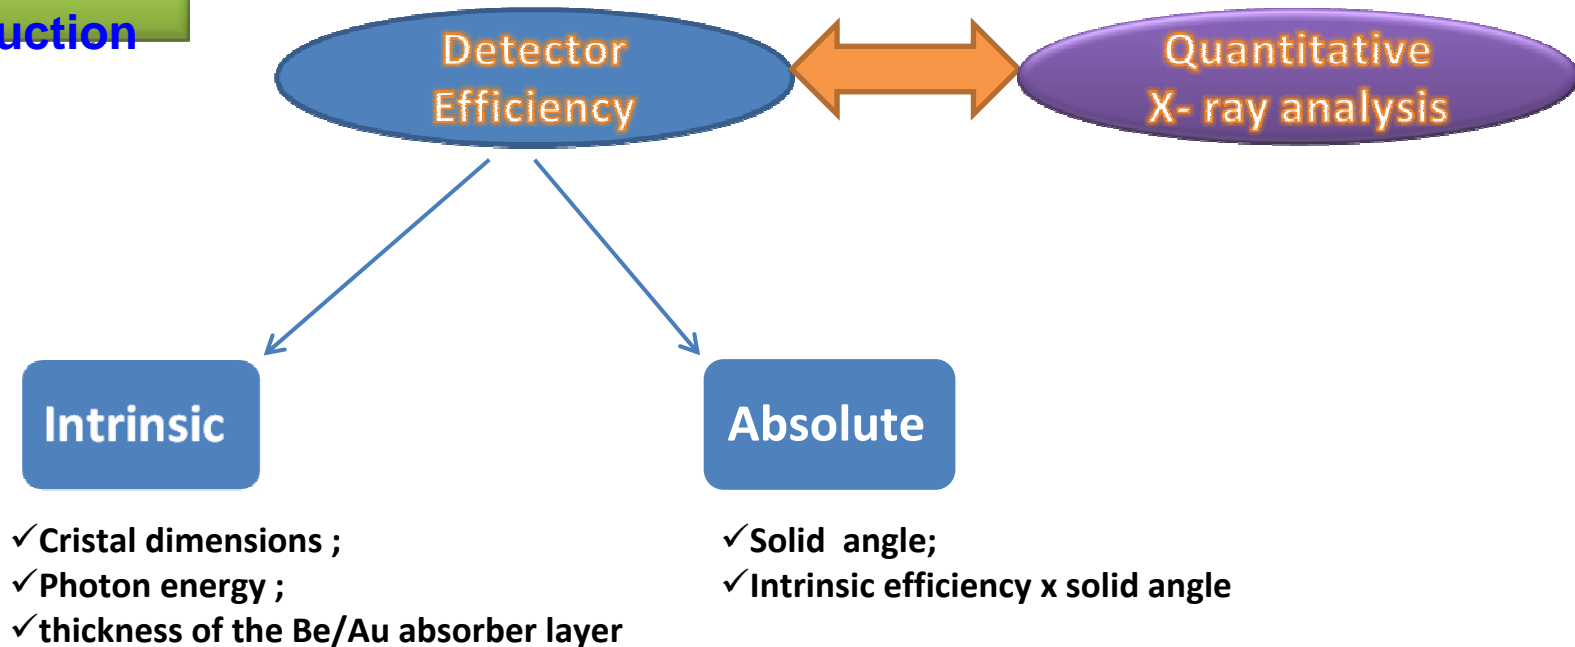 uction
Detector
Efficiency
Quantitative
X- ray analysis
Intrinsic
Absolute
✓Cristal dimensions ;
✓Photon energy ;
✓thickness of the Be/Au absorber layer
✓Solid angle;
✓Intrinsic efficiency x solid angle